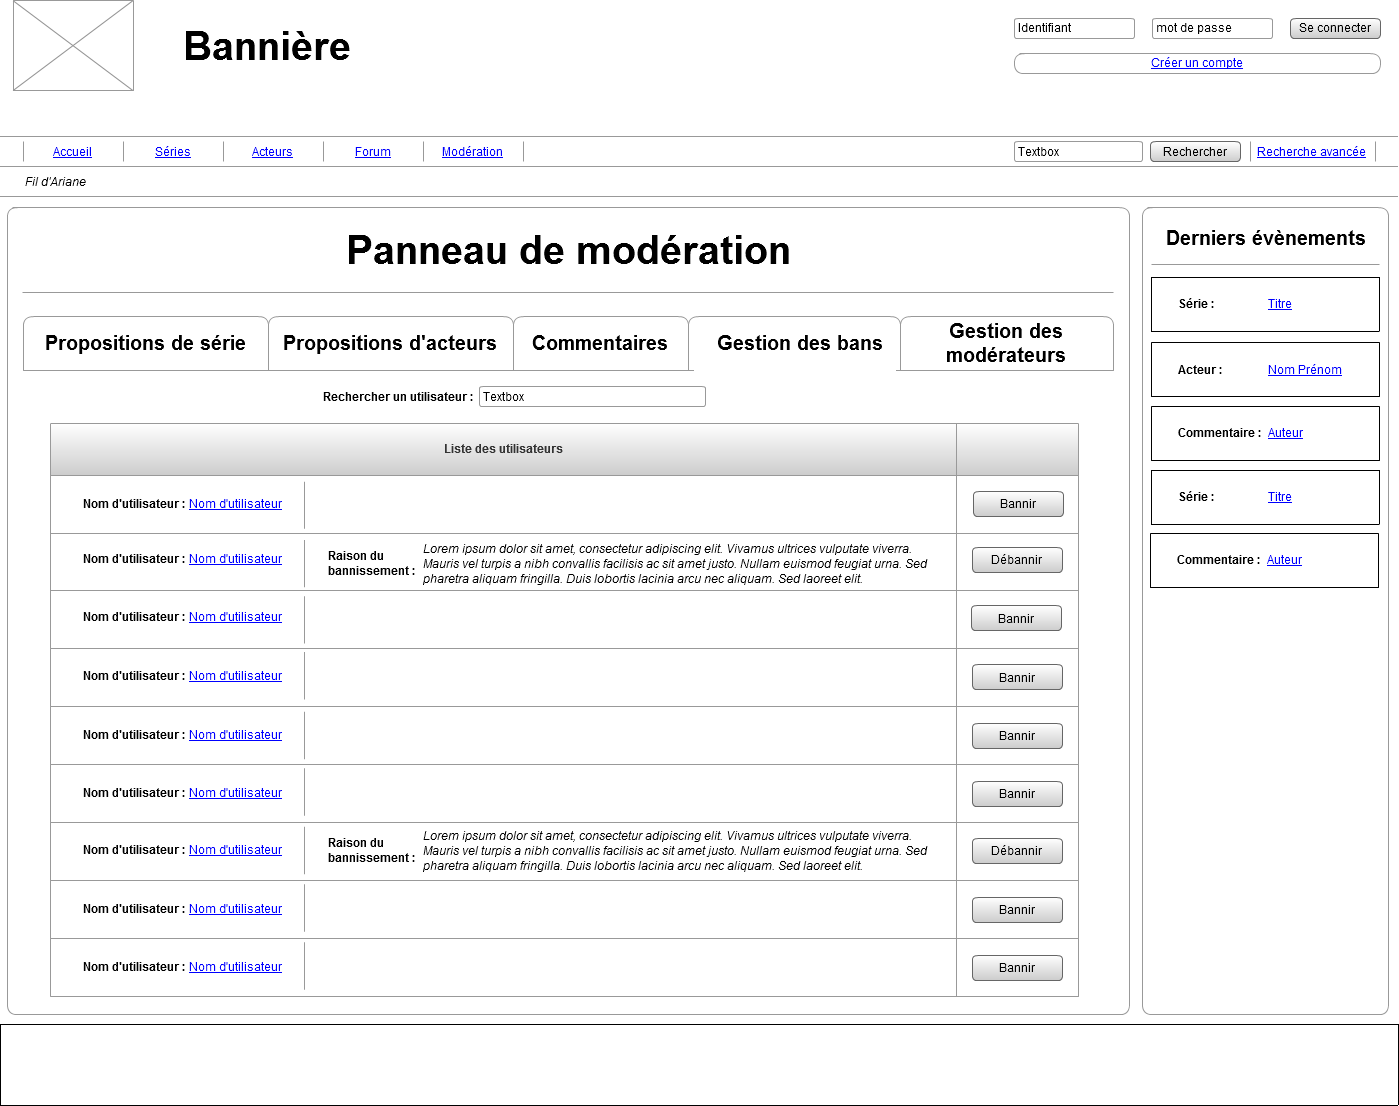 Bannière
Identifiant
mot de passe
Se connecter
Créer un compte
Accueil
Séries
Acteurs
Forum
Modération
Textbox
Rechercher
Recherche avancée
Fil d'Ariane
Panneau de modération
Propositions de série
Propositions d'acteurs
Commentaires
Gestion des bans
Gestion des
modérateurs
Rechercher un utilisateur :
Textbox
Liste des utilisateurs
Nom d'utilisateur : Nom d'utilisateur
Bannir
Nom d'utilisateur : Nom d'utilisateur
Raison du
bannissement :
Lorem ipsum dolor sit amet, consectetur adipiscing elit. Vivamus ultrices vulputate viverra.
Mauris vel turpis a nibh convallis facilisis ac sit amet justo. Nullam euismod feugiat urna. Sed
pharetra aliquam fringilla. Duis lobortis lacinia arcu nec aliquam. Sed laoreet elit.
Débannir
Nom d'utilisateur : Nom d'utilisateur
Bannir
Nom d'utilisateur : Nom d'utilisateur
Bannir
Nom d'utilisateur : Nom d'utilisateur
Bannir
Nom d'utilisateur : Nom d'utilisateur
Bannir
Nom d'utilisateur : Nom d'utilisateur
Raison du
bannissement :
Lorem ipsum dolor sit amet, consectetur adipiscing elit. Vivamus ultrices vulputate viverra.
Mauris vel turpis a nibh convallis facilisis ac sit amet justo. Nullam euismod feugiat urna. Sed
pharetra aliquam fringilla. Duis lobortis lacinia arcu nec aliquam. Sed laoreet elit.
Débannir
Nom d'utilisateur : Nom d'utilisateur
Bannir
Nom d'utilisateur : Nom d'utilisateur
Bannir
Derniers évènements
Série : Titre
Acteur : Nom Prénom
Commentaire : Auteur
Série : Titre
Commentaire : Auteur